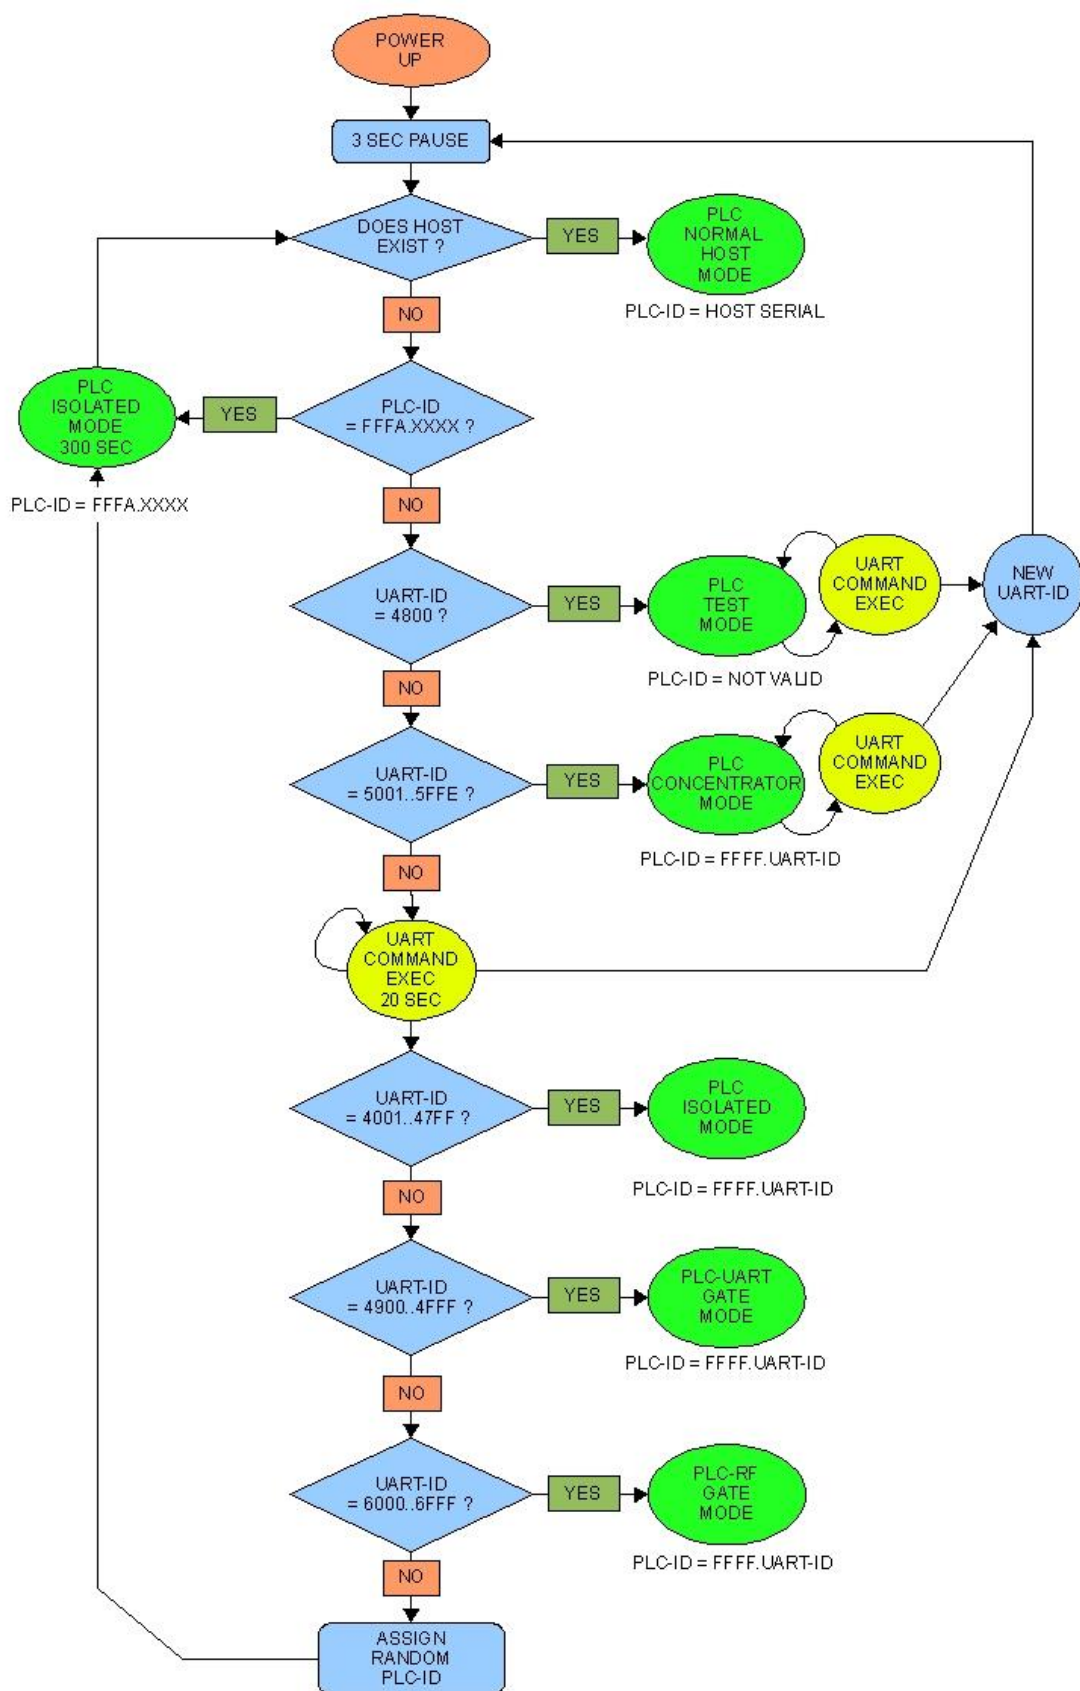 POWER
UP
3 SEC PAUSE
DOES HOST
EXIST ?
YES
PLC
NORMAL
HOST
MODE
PLC-ID = HOST SERIAL
NO
PLC
ISOLATED
MODE
300 SEC
YES
PLC-ID
= FFFA.XXXX ?
PLC-ID = FFFA.XXXX
NO
UART-ID
= 4800 ?
YES
PLC
TEST
MODE
UART
COMMAND
EXEC
NEW
UART-ID
PLC-ID = NOT VALID
NO
UART-ID
= 5001..5FFE ?
YES
PLC
CONCENTRATOR
MODE
UART
COMMAND
EXEC
PLC-ID = FFFF.UART-ID
NO
UART
COMMAND
EXEC
20 SEC
UART-ID
= 4001..47FF ?
YES
PLC
ISOLATED
MODE
PLC-ID = FFFF.UART-ID
NO
UART-ID
= 4900..4FFF ?
YES
PLC-UART
GATE
MODE
PLC-ID = FFFF.UART-ID
NO
UART-ID
= 6000..6FFF ?
YES
PLC-RF
GATE
MODE
PLC-ID = FFFF.UART-ID
NO
ASSIGN
RANDOM
PLC-ID